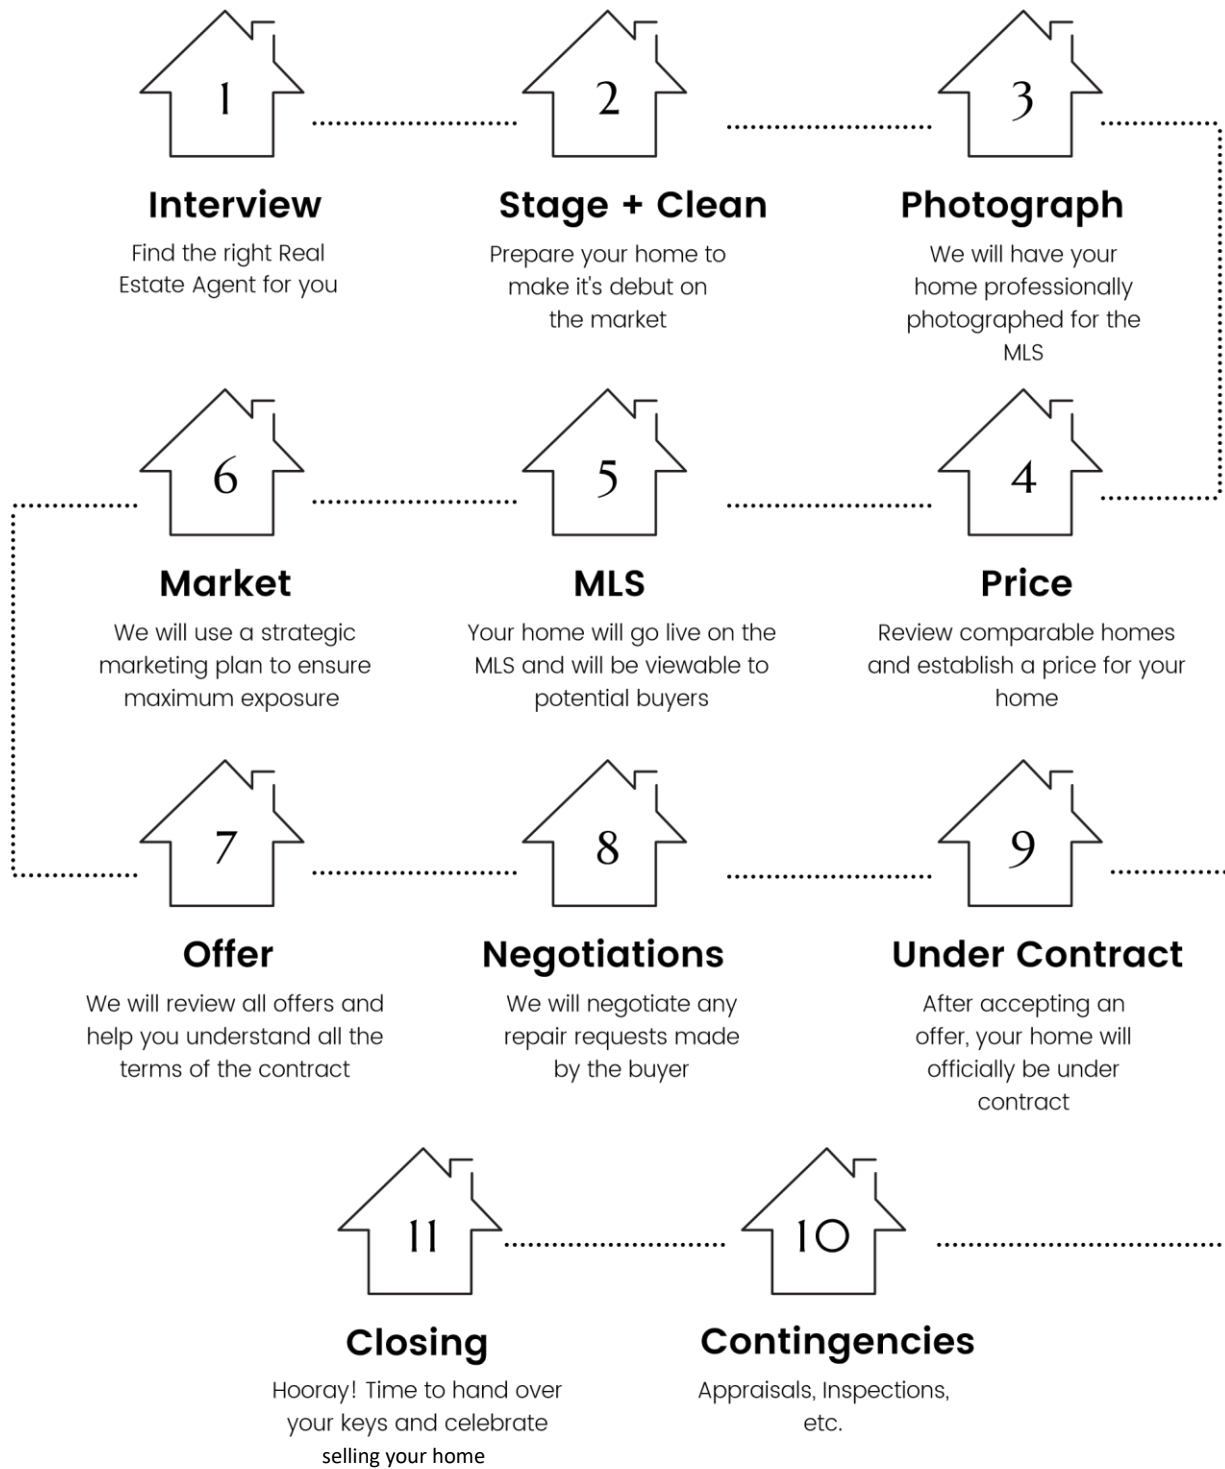 1
Interview
Find the right Real
Estate Agent for you
2
Stage + Clean
Prepare your home to
make it's debut on
the market
3
Photograph
We will have your
home professionally
photographed for the
MLS
4
Price
Review comparable homes
and establish a price for your
home
5
MLS
Your home will go live on the
MLS and will be viewable to
potential buyers
6
Market
We will use a strategic
marketing plan to ensure
maximum exposure
7
Offer
We will review all offers and
help you understand all the
terms of the contract
8
Negotiations
We will negotiate any
repair requests made
by the buyer
9
Under Contract
After accepting an
offer, your home will
officially be under
contract
10
Contingencies
Appraisals, Inspections,
etc.
11
Closing
Hooray! Time to hand over
your keys and celebrate
selling your home